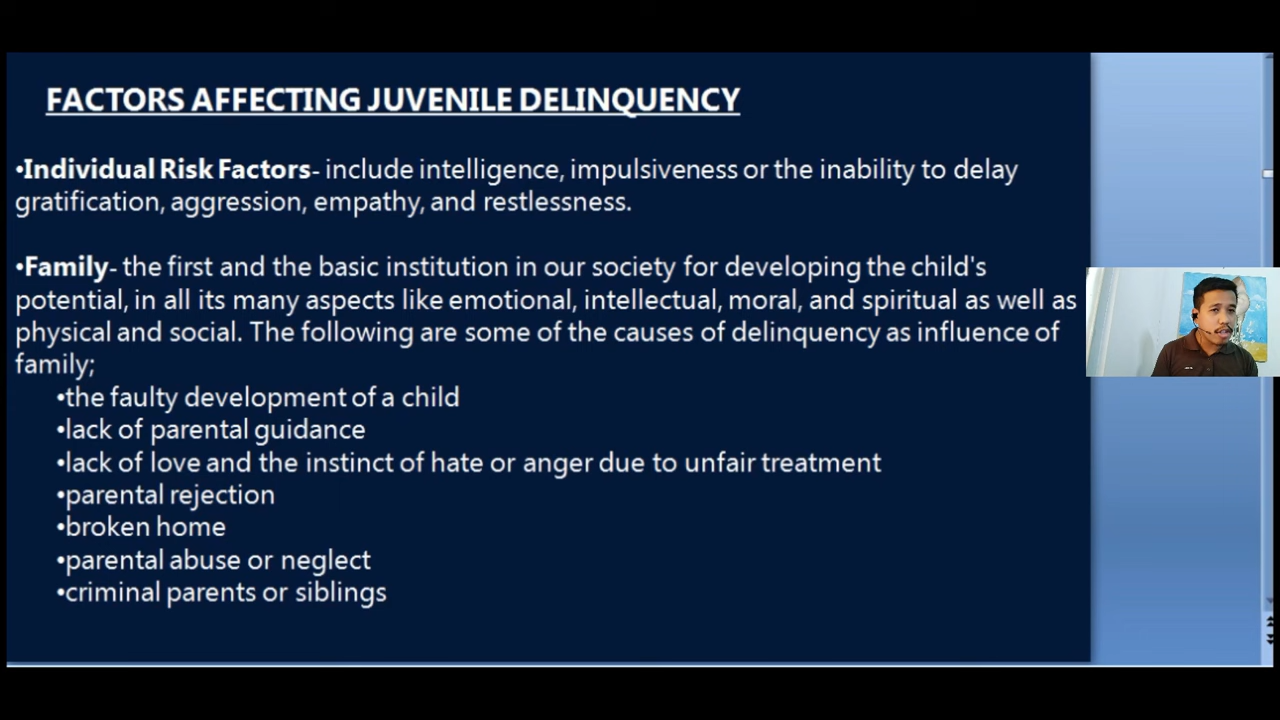 FACTORS AFFECTING JUVENILE DELINQUENCY
•Individual Risk Factors- include intelligence, impulsiveness or the inability to delay
gratification, aggression, empathy, and restlessness.
•Family- the first and the basic institution in our society for developing the child's
potential, in all its many aspects like emotional, intellectual, moral, and spiritual as well as
physical and social. The following are some of the causes of delinquency as influence of
family;
•the faulty development of a child
•lack of parental guidance
•lack of love and the instinct of hate or anger due to unfair treatment
•parental rejection
•broken home
•parental abuse or neglect
•criminal parents or siblings